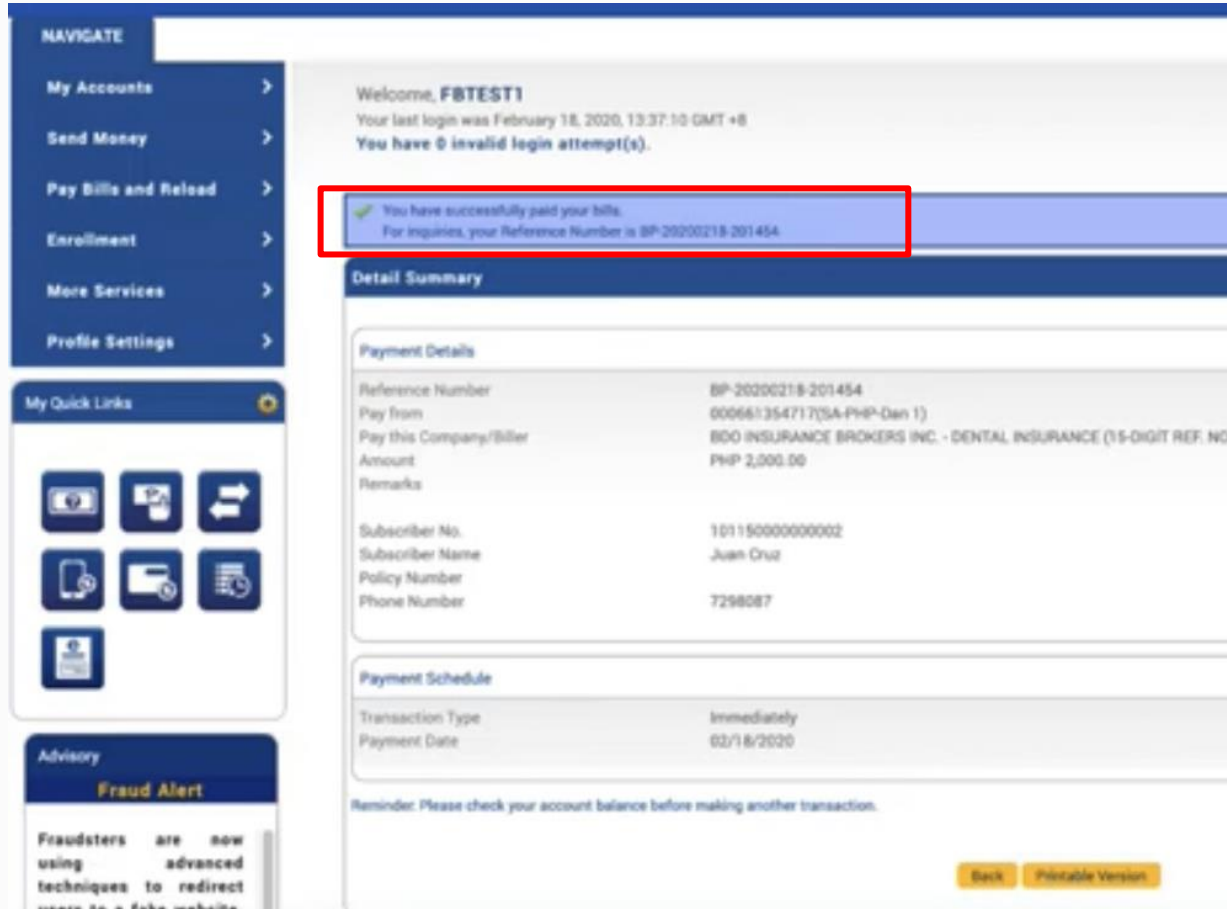 NAVIGATE
My Accounts
Send Money
Pay Bills and Reload
Enrollment
More Services
Profile Settings
My Quick Links
Advisory
Fraud Alert
Fraudsters are now
using advanced
techniques to redirect
users to a fake website,
Welcome, FBTEST1
Your last login was February 18, 2020, 13:37:10 GMT +8
You have 0 invalid login attempt(s).
You have successfully paid your bills.
For inquiries, your Reference Number is BP-20200218-201454
Detail Summary
Payment Details
Reference Number BP-20200218-201454
Pay from 000661354717(SA-PHP-Dan 1)
Pay this Company/Biller BDO INSURANCE BROKERS INC. - DENTAL INSURANCE (15-DIGIT REF. NO
Amount PHP 2,000.00
Remarks
Subscriber No. 101150000000002
Subscriber Name Juan Cruz
Policy Number
Phone Number 7298087
Payment Schedule
Transaction Type Immediately
Payment Date 02/18/2020
Reminder: Please check your account balance before making another transaction.
Back Printable Version